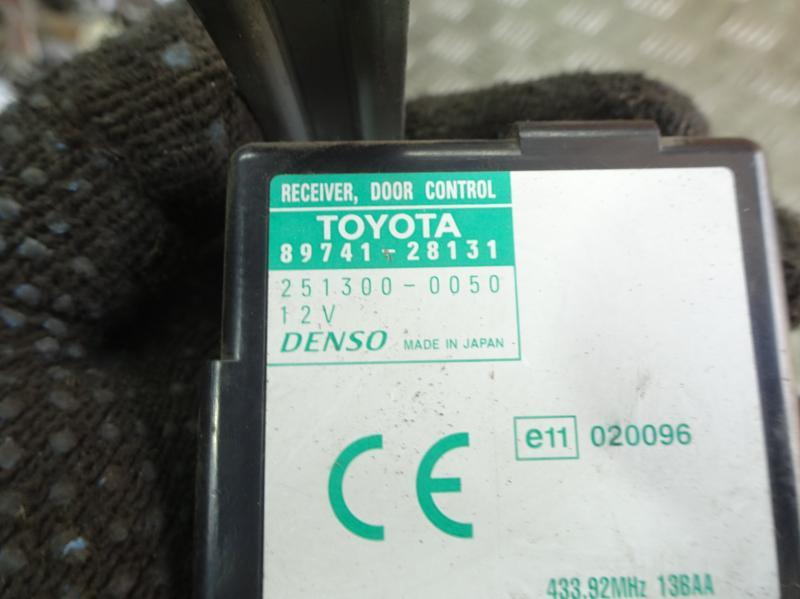 RECEIVER, DOOR CONTROL
TOYOTA
89741-28131
251300-0050
12V
DENSO MADE IN JAPAN
e11 020096
CE
433.92MHz 13BAA